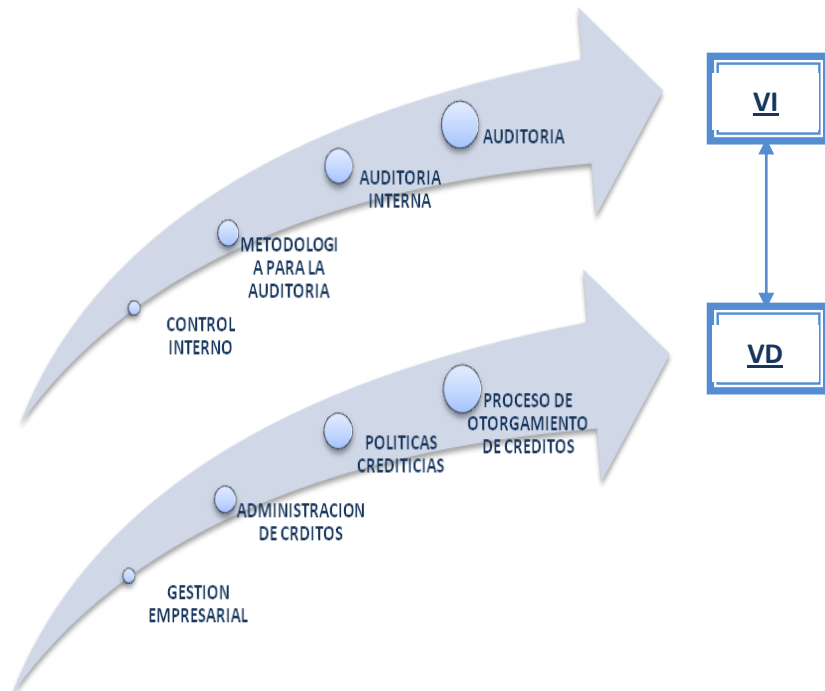 VI
AUDITORIA
AUDITORIA
INTERNA
METODOLOGI
A PARA LA
AUDITORIA
CONTROL
INTERNO
VD
PROCESO DE
OTORGAMIENTO
DE CREDITOS
POLITICAS
CREDITICIAS
ADMINISTRACION
DE CRDITOS
GESTION
EMPRESARIAL